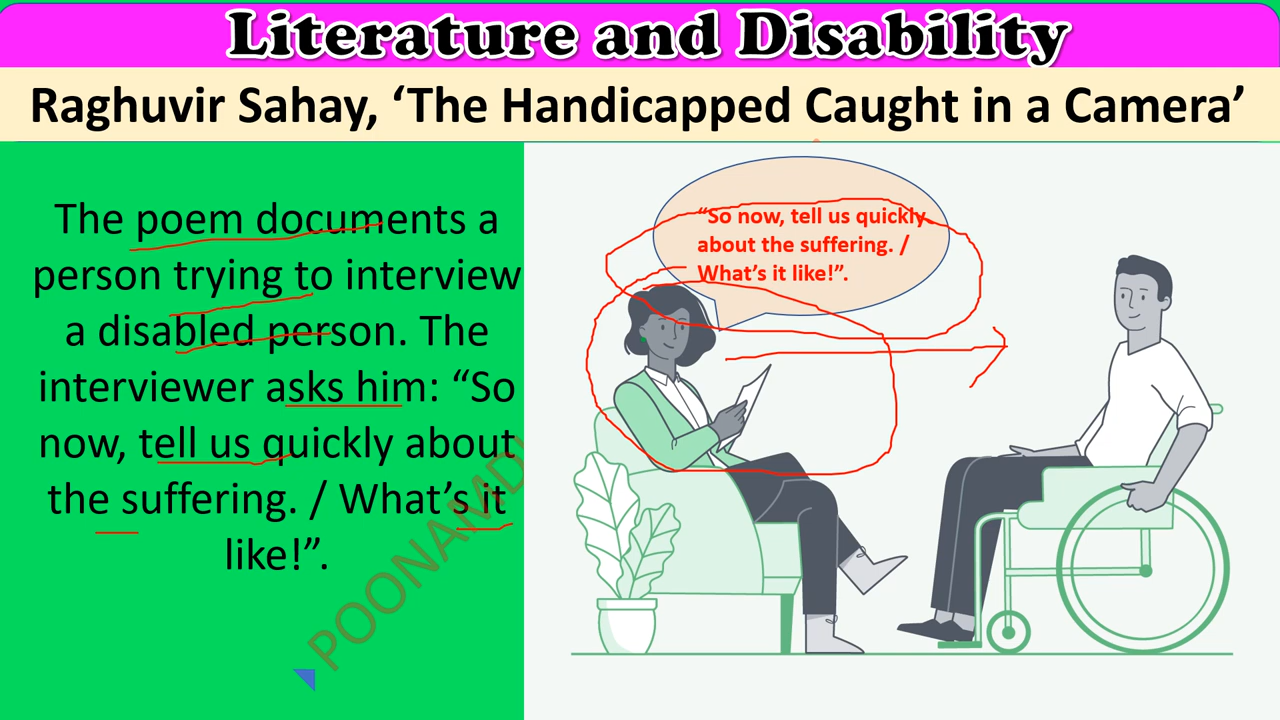 Literature and Disability
Raghuvir Sahay, ‘The Handicapped Caught in a Camera’
The poem documents a
person trying to interview
a disabled person. The
interviewer asks him: “So
now, tell us quickly about
the suffering. / What’s it
like!”.
“So now, tell us quickly
about the suffering. /
What’s it like!”.